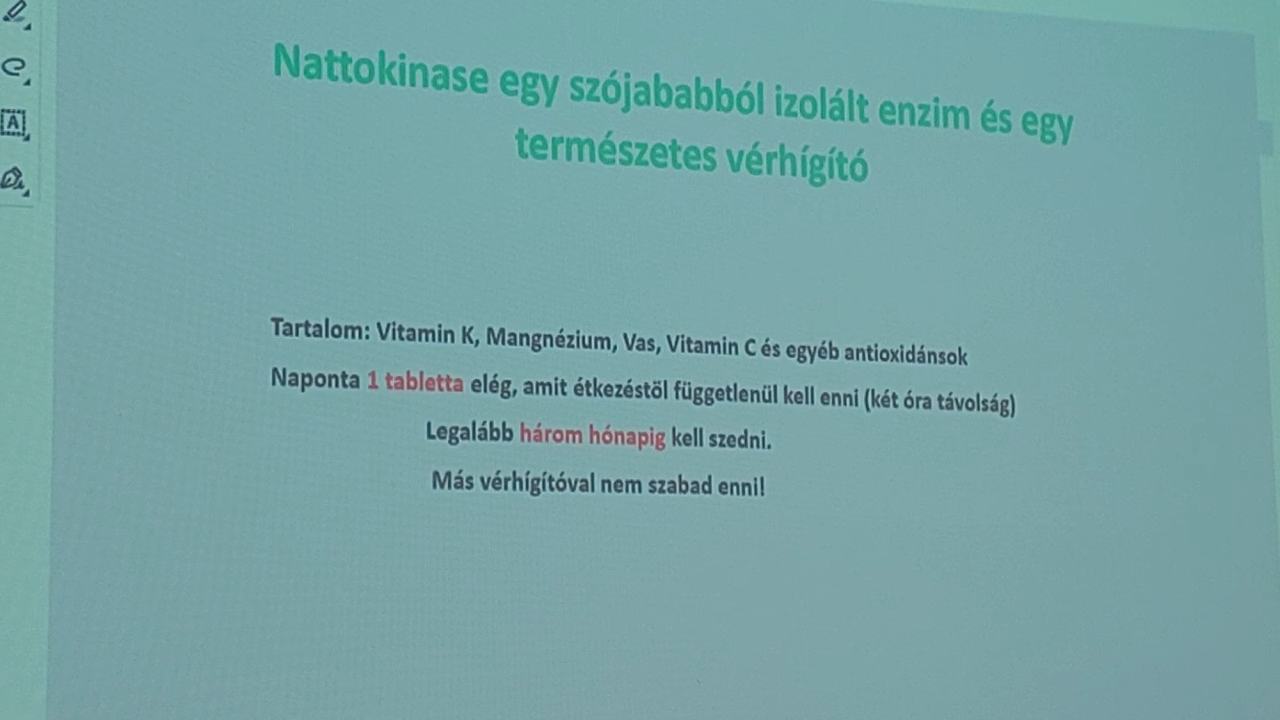 Nattokinase egy szójababból izolált enzim és egy
természetes vérhígító
Tartalom: Vitamin K, Mangnézium, Vas, Vitamin C és egyéb antioxidánsok
Naponta 1 tabletta elég, amit étkezéstöl függetlenül kell enni (két óra távolság)
Legalább három hónapig kell szedni.
Más vérhígítóval nem szabad enni!